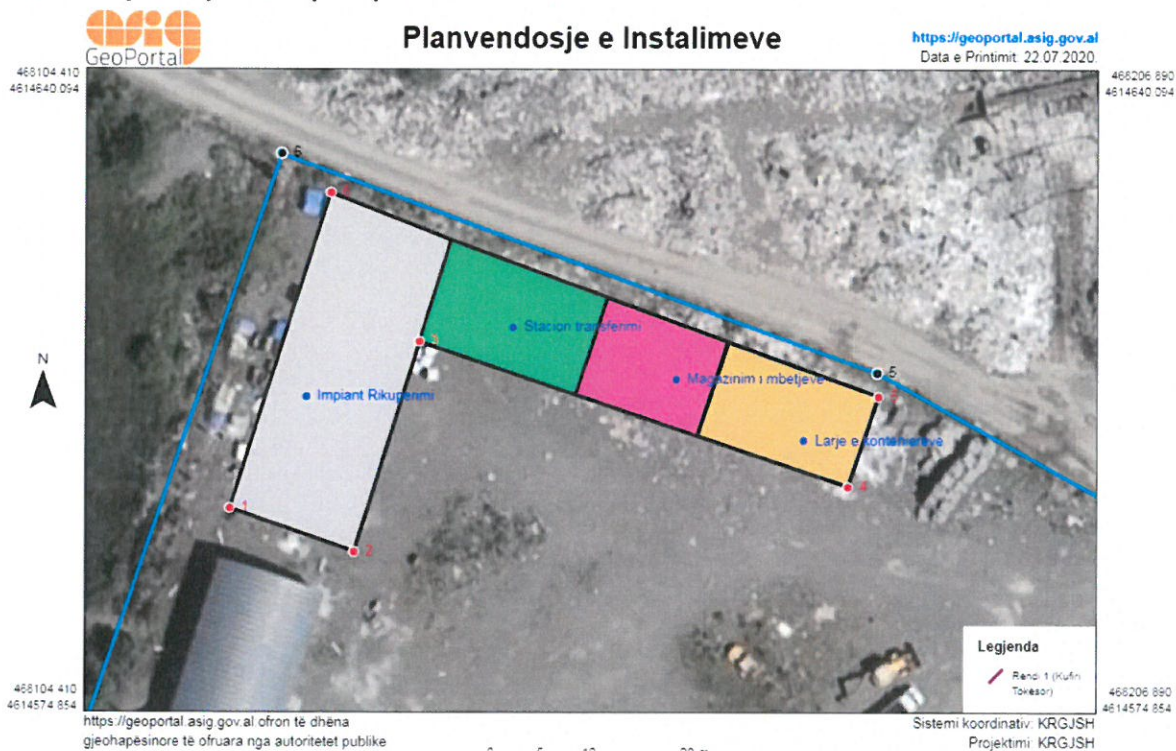 GeoPortal
Planvendosje e Instalimeve
https://geoportal.asig.gov.al
Data e Printimit: 22.07.2020.
468104.410
4614640.094
468206.890
4614640.094
6
5
N
Stacion transferimi
3
Magazinim i mbetjeve
Impiant Rikuperimi
Larje e kontenierëve
4
1
2
Legjenda
Rendi 1 (Kufiri
Tokësor)
468104.410
4614574.854
468206.890
4614574.854
https://geoportal.asig.gov.al ofron të dhëna
gjeohapësinore të ofruara nga autoritetet publike
Sistemi koordinativ: KRGJSH
Projektimi: KRGJSH